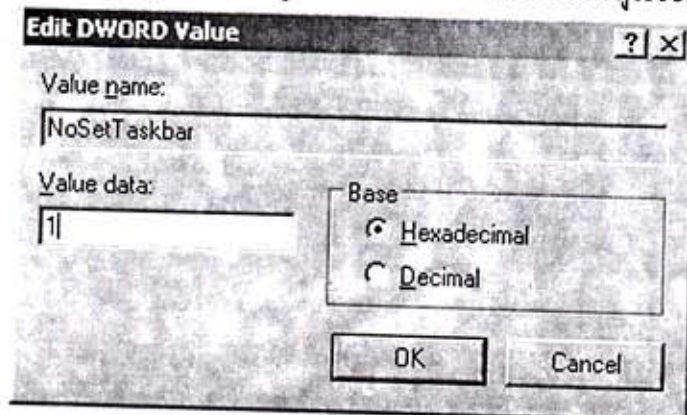 Edit DWORD Value
Value name:
NoSetTaskbar
Value data:
1
Base
Hexadecimal
Decimal
OK
Cancel